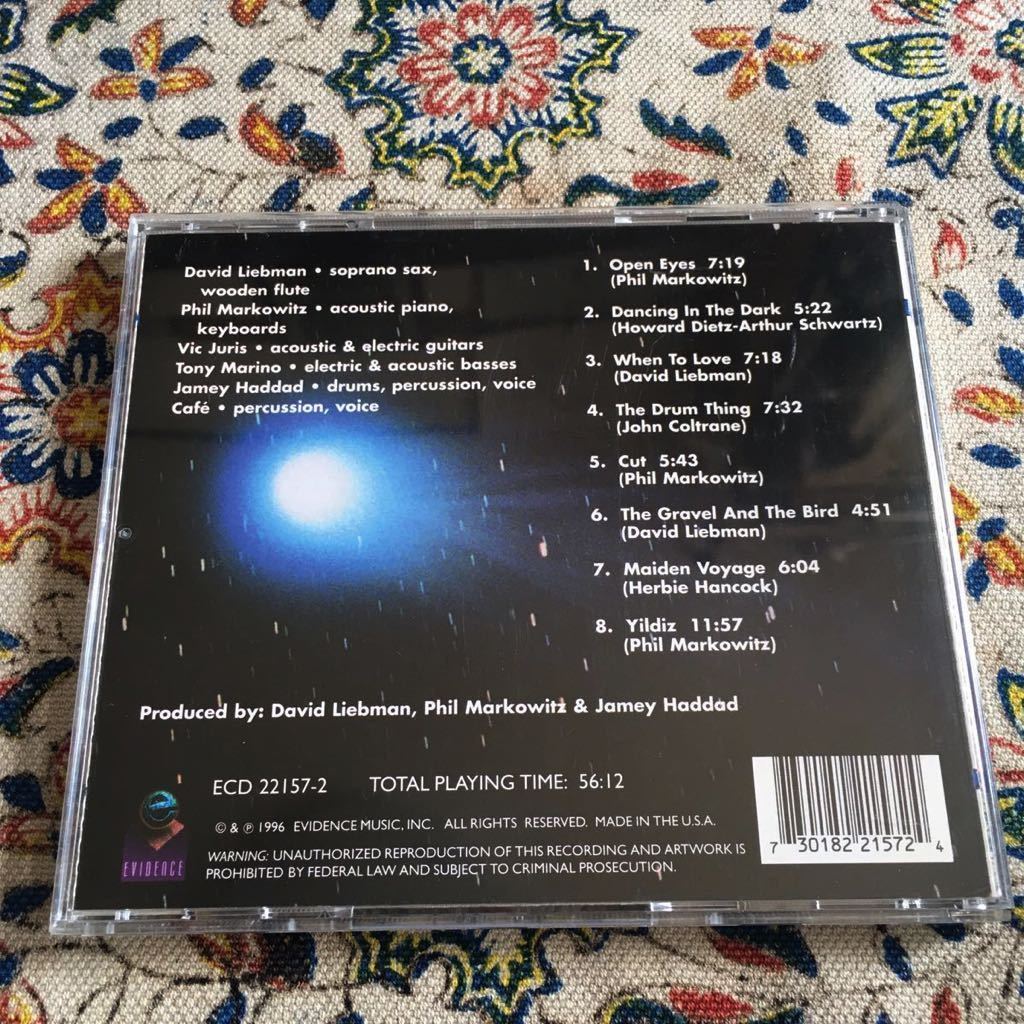 David Liebman • soprano sax,
wooden flute
Phil Markowitz • acoustic piano,
keyboards
Vic Juris • acoustic & electric guitars
Tony Marino • electric & acoustic basses
Jamey Haddad • drums, percussion, voice
Café • percussion, voice
1. Open Eyes 7:19
(Phil Markowitz)
2. Dancing In The Dark 5:22
(Howard Dietz-Arthur Schwartz)
3. When To Love 7:18
(David Liebman)
4. The Drum Thing 7:32
(John Coltrane)
5. Cut 5:43
(Phil Markowitz)
6. The Gravel And The Bird 4:51
(David Liebman)
7. Maiden Voyage 6:04
(Herbie Hancock)
8. Yildiz 11:57
(Phil Markowitz)
Produced by: David Liebman, Phil Markowitz & Jamey Haddad
ECD 22157-2 TOTAL PLAYING TIME: 56:12
© & ℗ 1996 EVIDENCE MUSIC, INC. ALL RIGHTS RESERVED. MADE IN THE U.S.A.
WARNING: UNAUTHORIZED REPRODUCTION OF THIS RECORDING AND ARTWORK IS
PROHIBITED BY FEDERAL LAW AND SUBJECT TO CRIMINAL PROSECUTION.
EVIDENCE
7 30182 21572 4